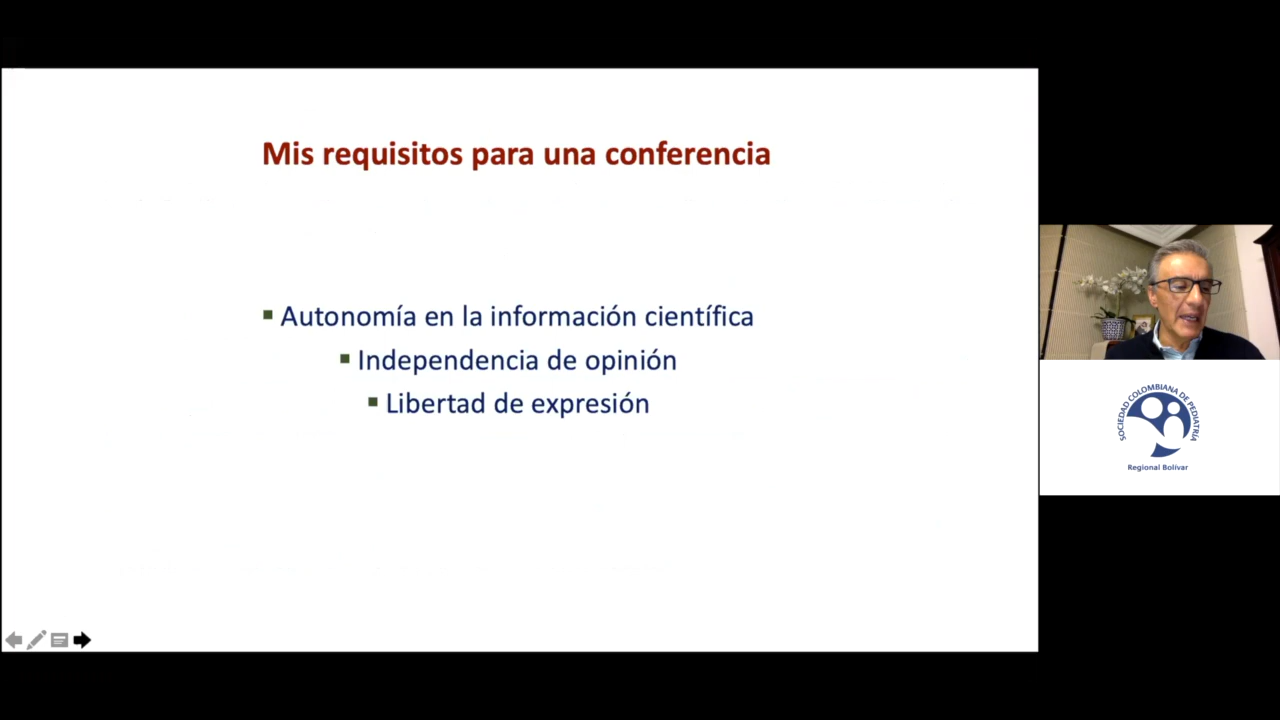 Mis requisitos para una conferencia
▪ Autonomía en la información científica
▪ Independencia de opinión
▪ Libertad de expresión
SOCIEDAD COLOMBIANA DE PEDIATRÍA
Regional Bolívar